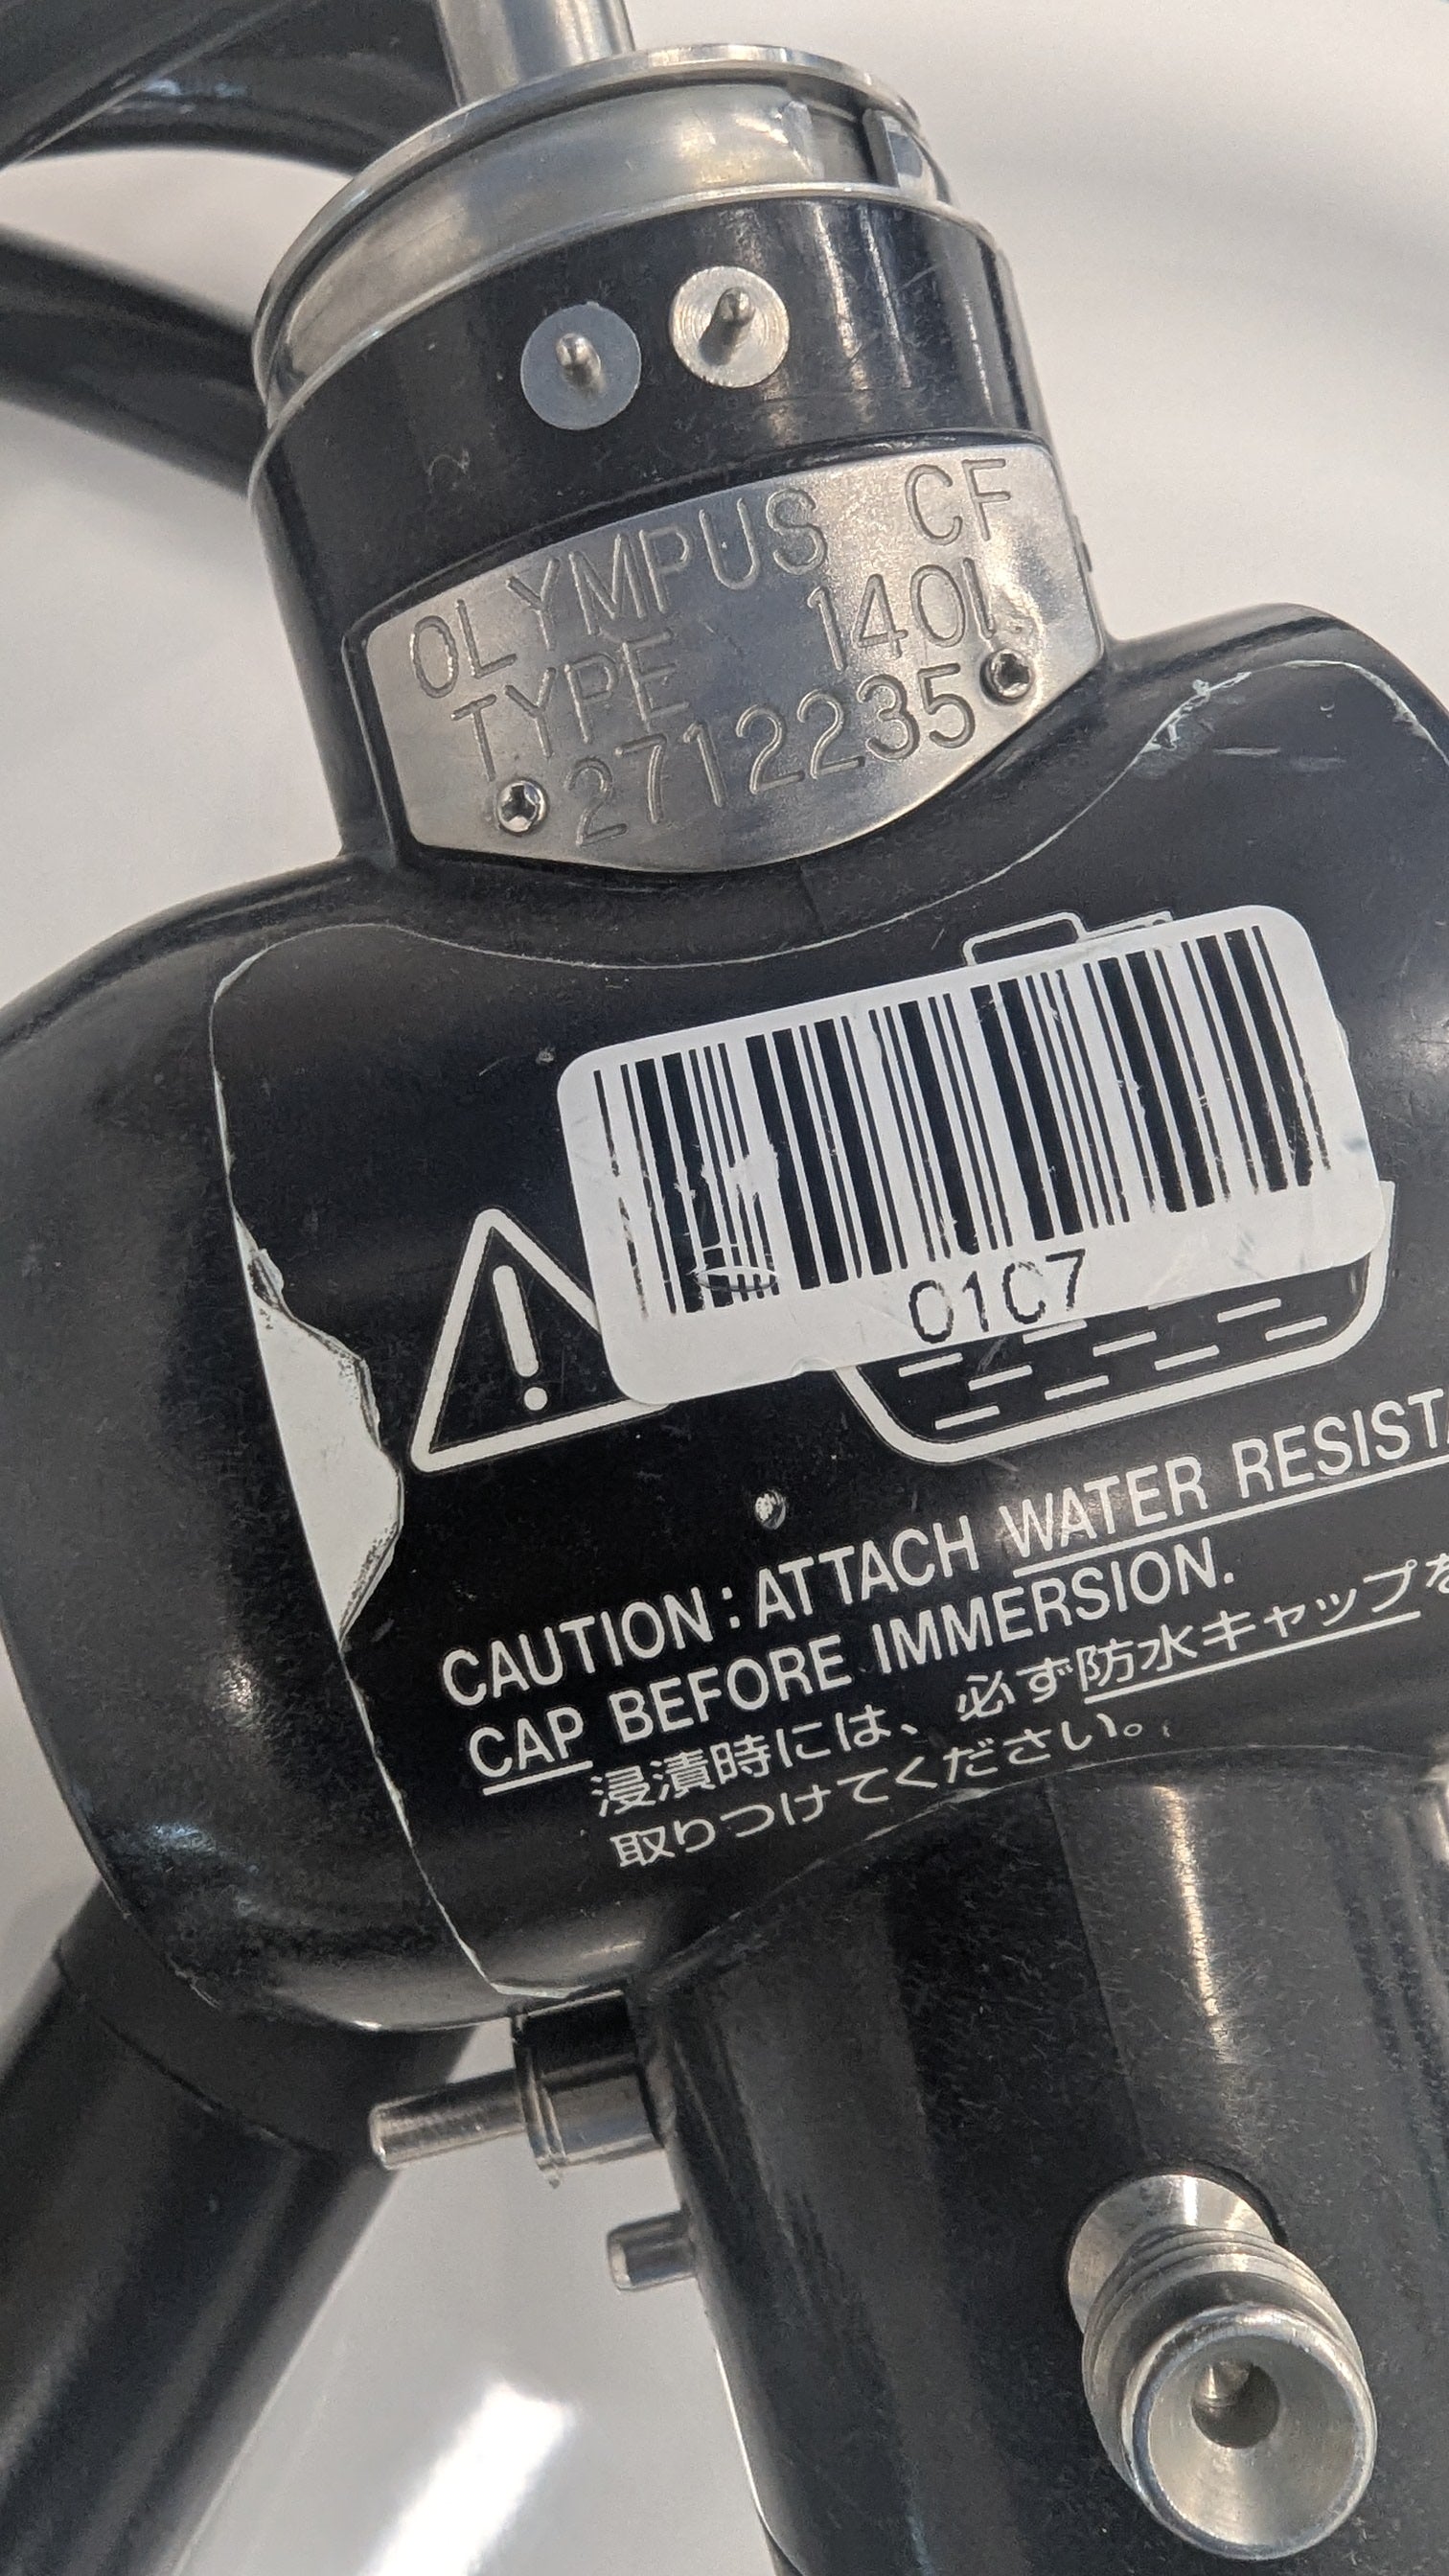 OLYMPUS CF
TYPE 140I
2712235
0107
CAUTION : ATTACH WATER RESISTA
CAP BEFORE IMMERSION.
浸漬時には、必ず防水キャップを
取りつけてください。